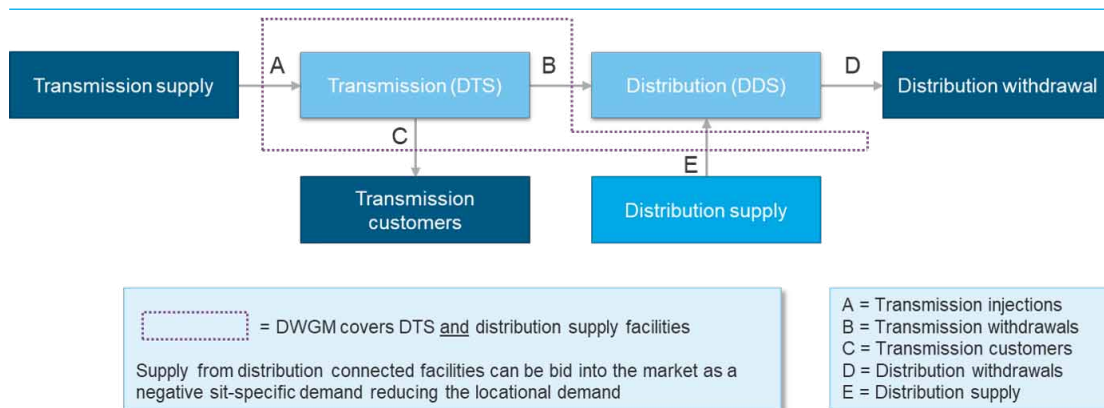 A
B
D
Transmission supply
Transmission (DTS)
Distribution (DDS)
Distribution withdrawal
C
E
Transmission
customers
Distribution supply
= DWGM covers DTS and distribution supply facilities
Supply from distribution connected facilities can be bid into the market as a
negative sit-specific demand reducing the locational demand
A = Transmission injections
B = Transmission withdrawals
C = Transmission customers
D = Distribution withdrawals
E = Distribution supply